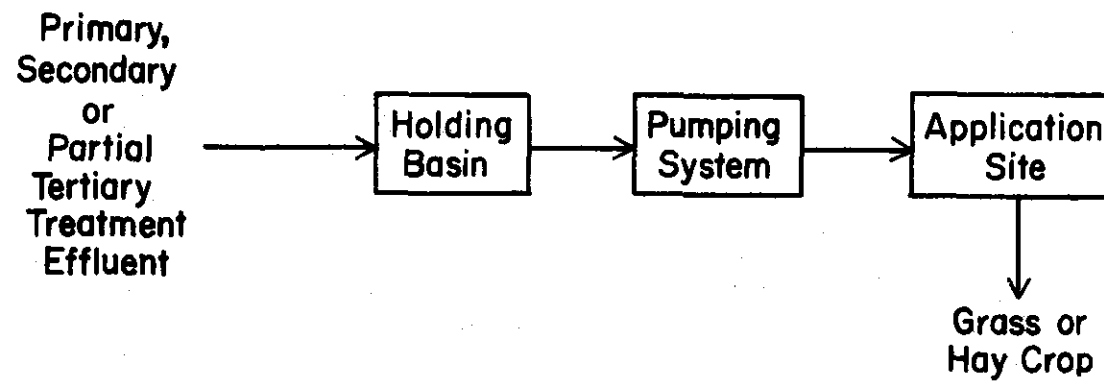 Primary,
Secondary
or
Partial
Tertiary
Treatment
Effluent
Holding
Basin
Pumping
System
Application
Site
Grass or
Hay Crop